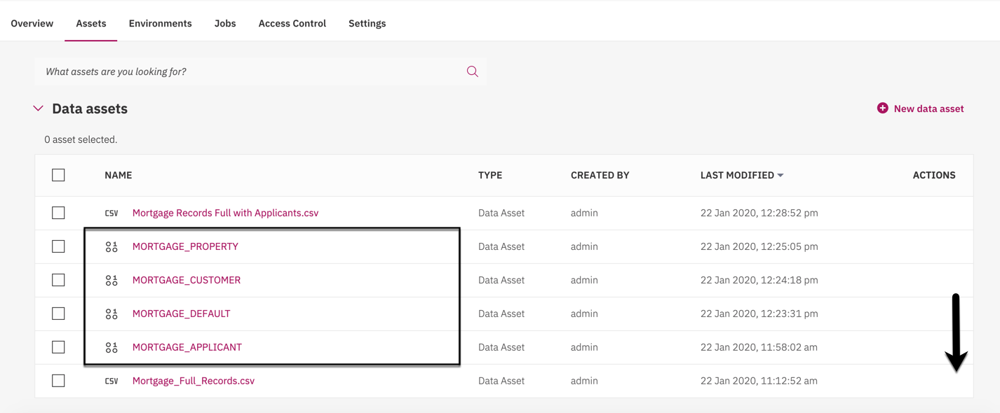 Overview Assets Environments Jobs Access Control Settings
What assets are you looking for?
Data assets
New data asset
0 asset selected.
NAME TYPE CREATED BY LAST MODIFIED ACTIONS
CSV Mortgage Records Full with Applicants.csv Data Asset admin 22 Jan 2020, 12:28:52 pm
MORTGAGE_PROPERTY Data Asset admin 22 Jan 2020, 12:25:05 pm
MORTGAGE_CUSTOMER Data Asset admin 22 Jan 2020, 12:24:18 pm
MORTGAGE_DEFAULT Data Asset admin 22 Jan 2020, 12:23:31 pm
MORTGAGE_APPLICANT Data Asset admin 22 Jan 2020, 11:58:02 am
CSV Mortgage_Full_Records.csv Data Asset admin 22 Jan 2020, 11:12:52 am